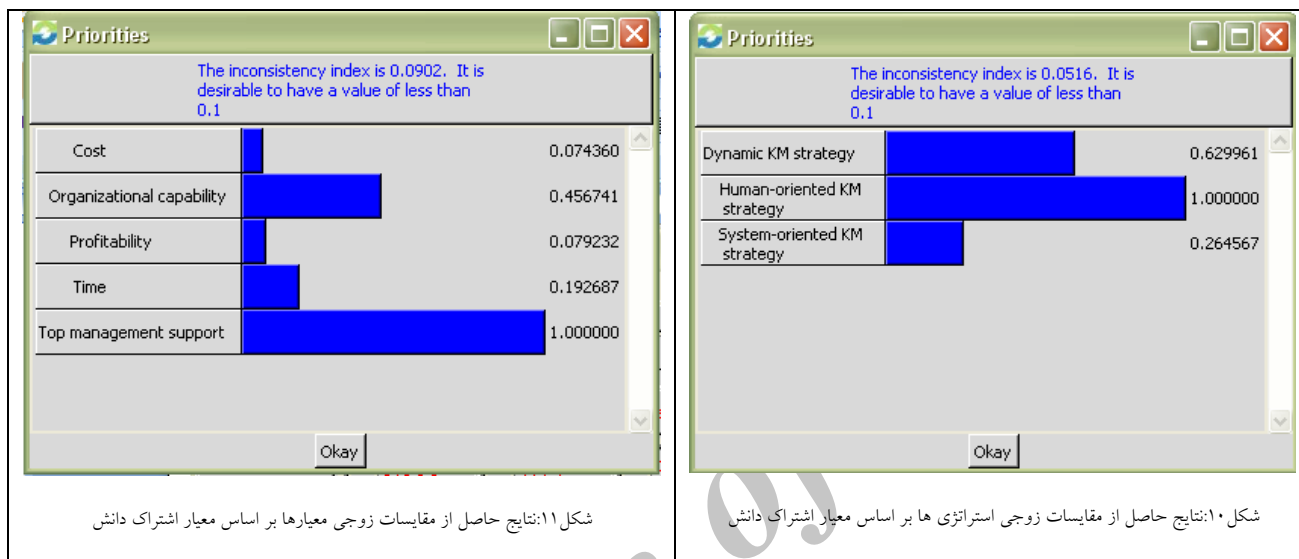 Priorities
The inconsistency index is 0.0902. It is
desirable to have a value of less than
0.1
Cost 0.074360
Organizational capability 0.456741
Profitability 0.079232
Time 0.192687
Top management support 1.000000
Okay
شکل۱۱:نتایج حاصل از مقایسات زوجی معیارها بر اساس معیار اشتراک دانش
Priorities
The inconsistency index is 0.0516. It is
desirable to have a value of less than
0.1
Dynamic KM strategy 0.629961
Human-oriented KM
strategy 1.000000
System-oriented KM
strategy 0.264567
Okay
شکل۱۰:نتایج حاصل از مقایسات زوجی استراتژی ها بر اساس معیار اشتراک دانش